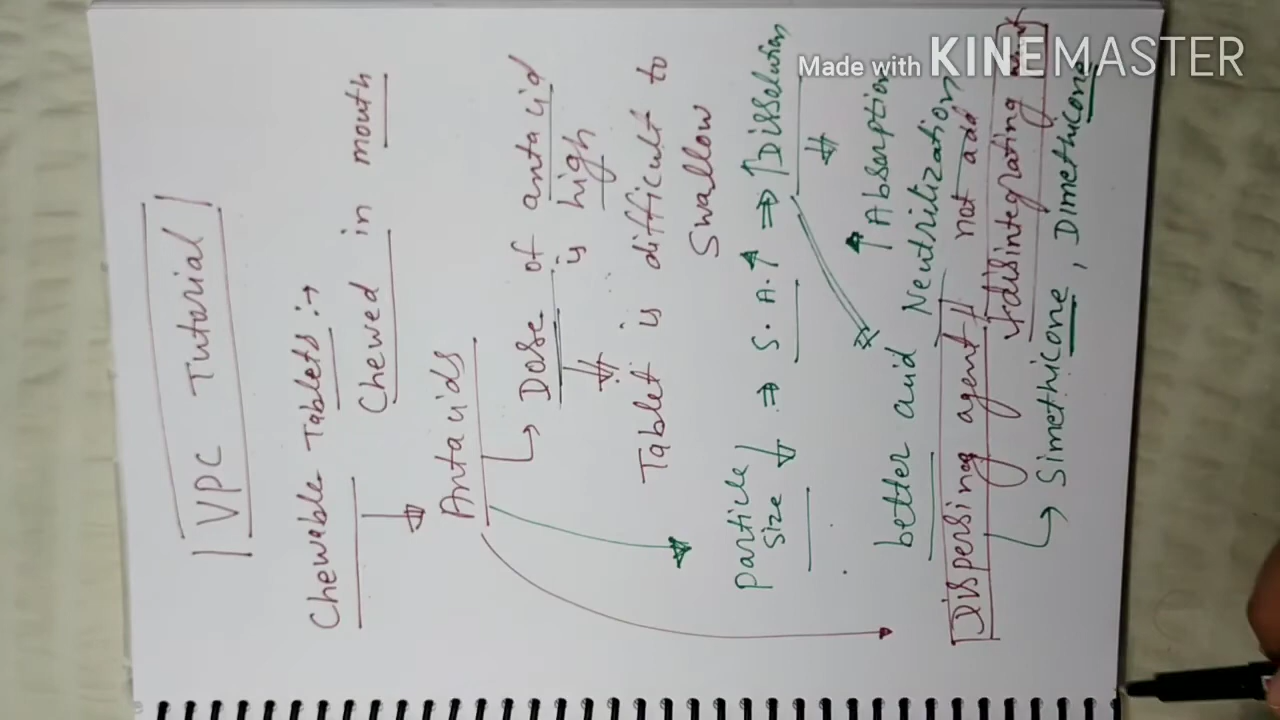 VPC Tutorial
Chewable Tablets :→
Chewed in mouth
Antacids
Dose of antacid
is high
Tablet is difficult to
Swallow
Particle size ↓ ⇒ S.A. ↑ ⇒ ↑ Dissolution
↑ Absorption
better acid Neutrilization
Dispersing agent not add
disintegrating
Simethicone, Dimethicone
Made with KINEMASTER